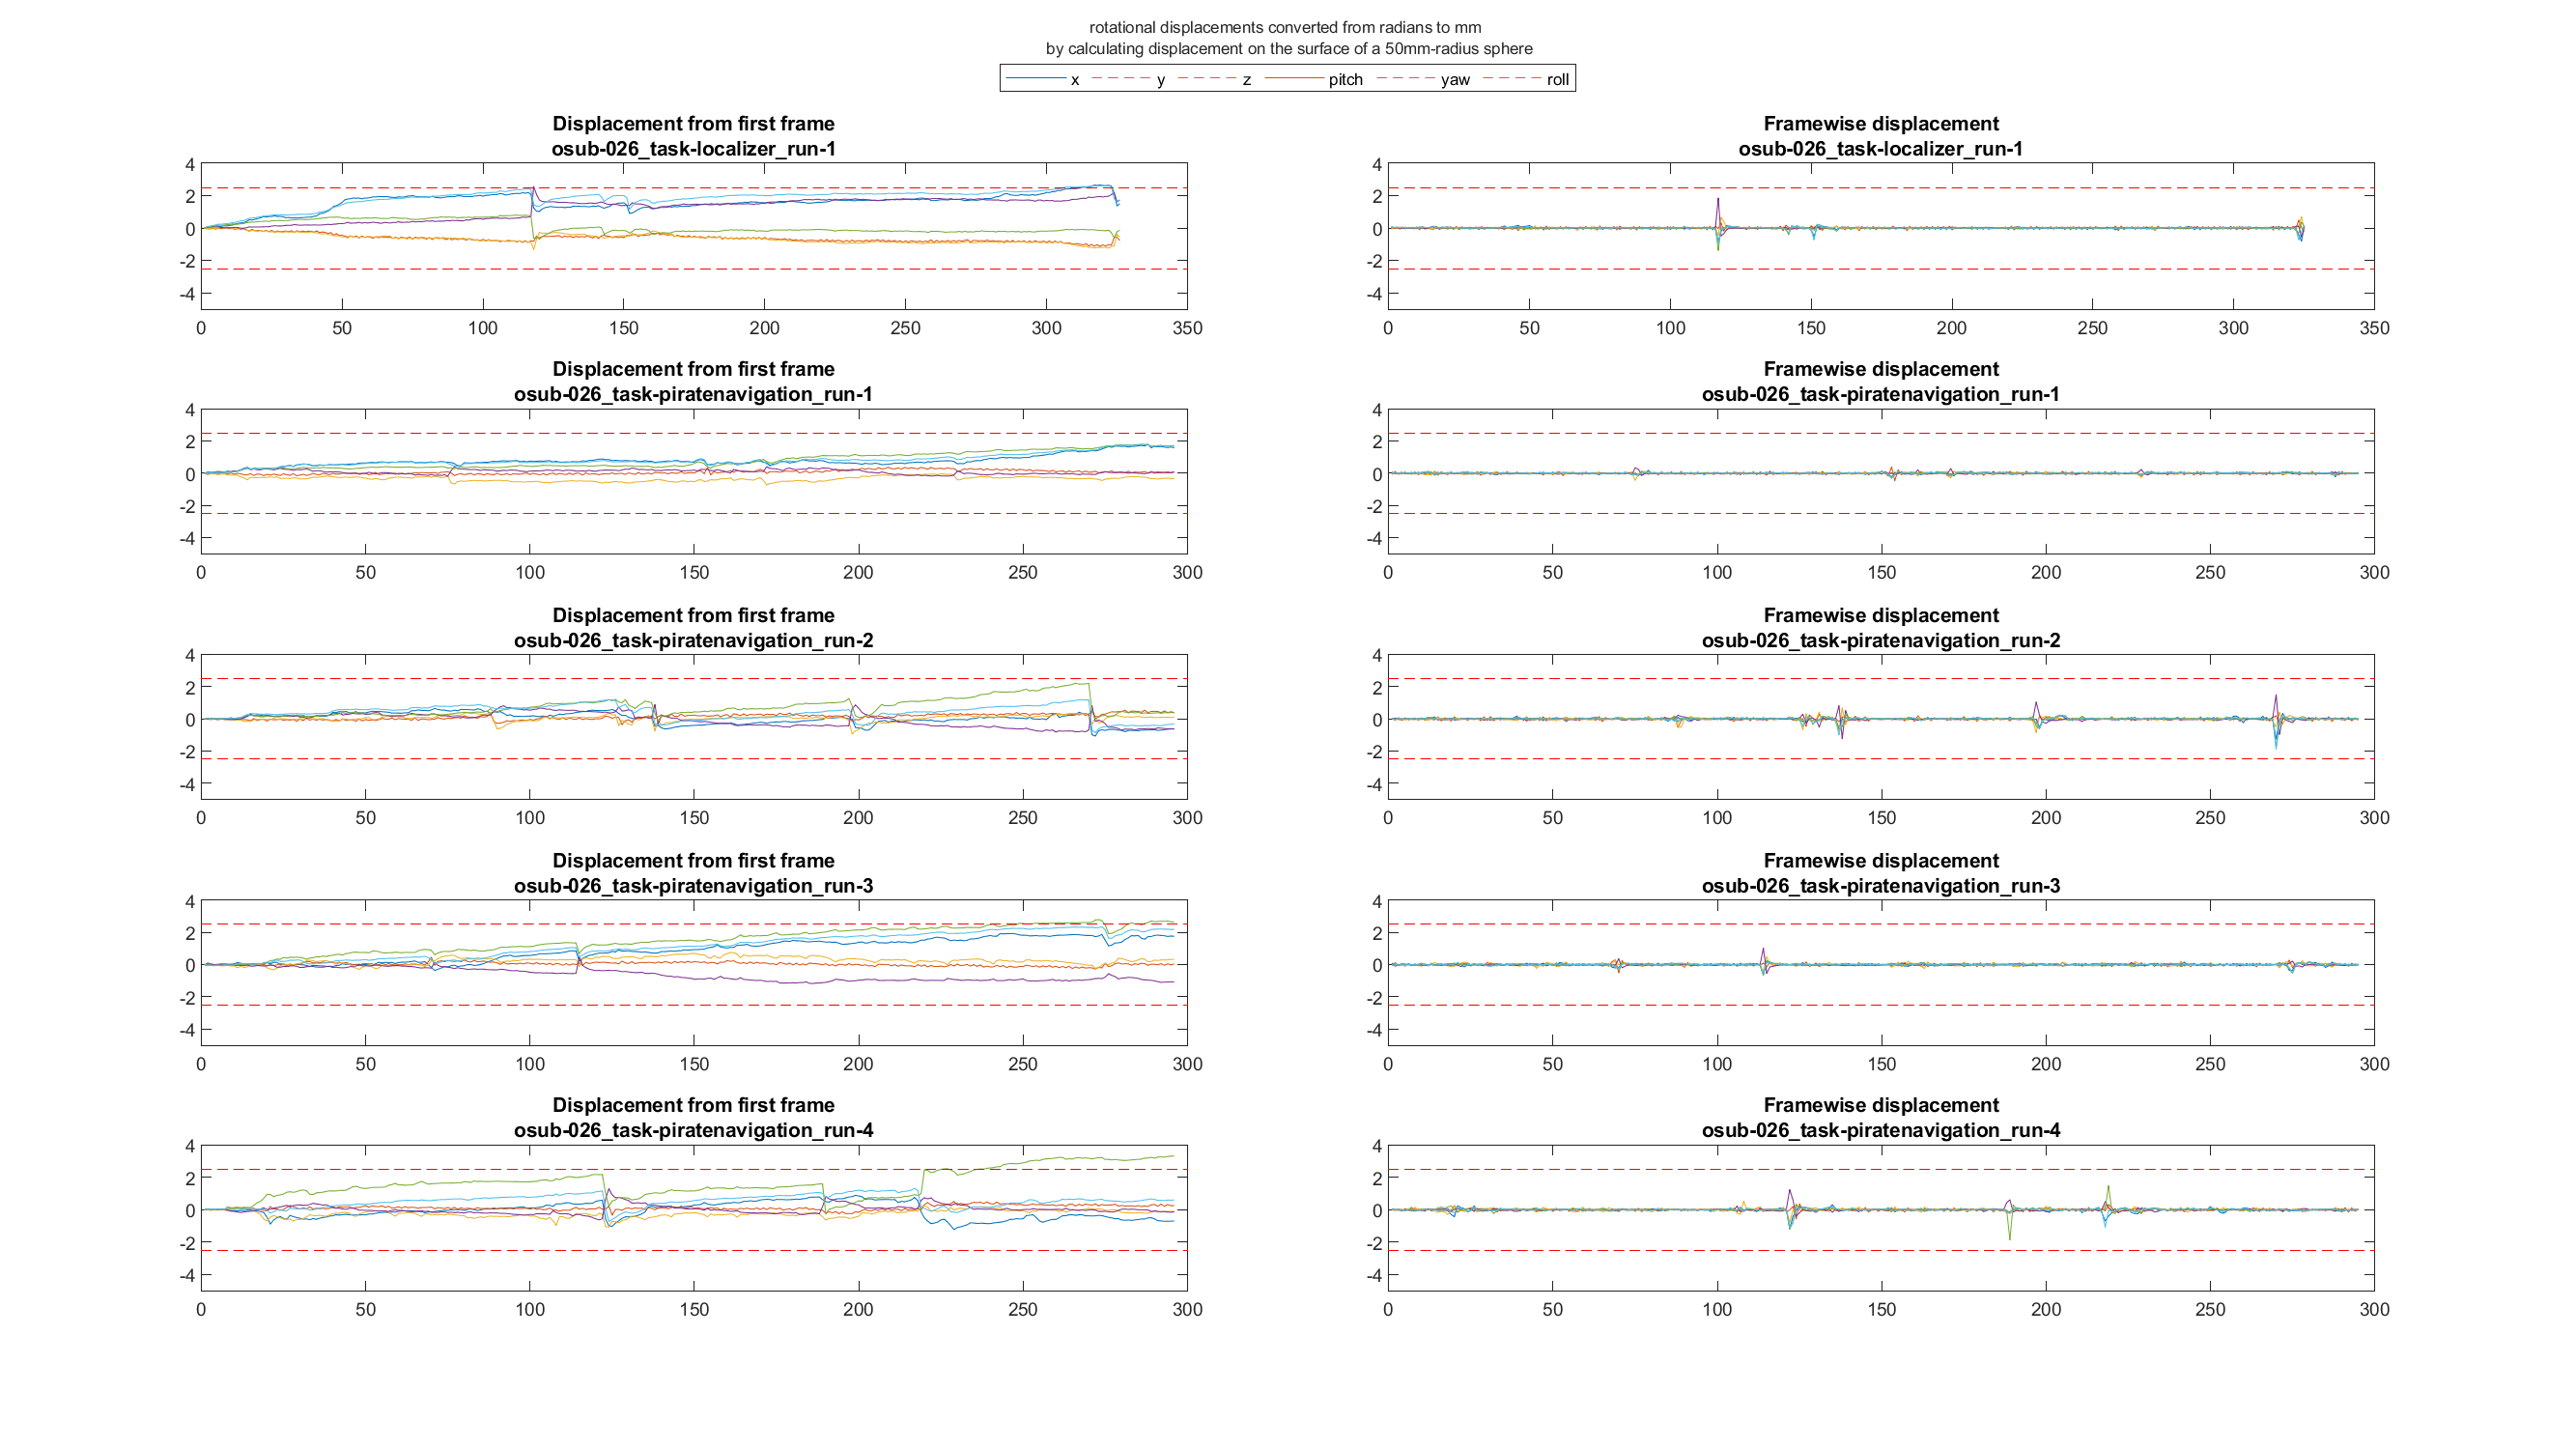 rotational displacements converted from radians to mm
by calculating displacement on the surface of a 50mm-radius sphere
x y z pitch yaw roll
Displacement from first frame
osub-026_task-localizer_run-1
4
2
0
-2
-4
0 50 100 150 200 250 300 350
Framewise displacement
osub-026_task-localizer_run-1
4
2
0
-2
-4
0 50 100 150 200 250 300 350
Displacement from first frame
osub-026_task-piratenavigation_run-1
4
2
0
-2
-4
0 50 100 150 200 250 300
Framewise displacement
osub-026_task-piratenavigation_run-1
4
2
0
-2
-4
0 50 100 150 200 250 300
Displacement from first frame
osub-026_task-piratenavigation_run-2
4
2
0
-2
-4
0 50 100 150 200 250 300
Framewise displacement
osub-026_task-piratenavigation_run-2
4
2
0
-2
-4
0 50 100 150 200 250 300
Displacement from first frame
osub-026_task-piratenavigation_run-3
4
2
0
-2
-4
0 50 100 150 200 250 300
Framewise displacement
osub-026_task-piratenavigation_run-3
4
2
0
-2
-4
0 50 100 150 200 250 300
Displacement from first frame
osub-026_task-piratenavigation_run-4
4
2
0
-2
-4
0 50 100 150 200 250 300
Framewise displacement
osub-026_task-piratenavigation_run-4
4
2
0
-2
-4
0 50 100 150 200 250 300